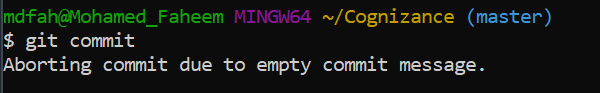 mdfah@Mohamed_Faheem MINGW64 ~/Cognizance (master)
$ git commit
Aborting commit due to empty commit message.